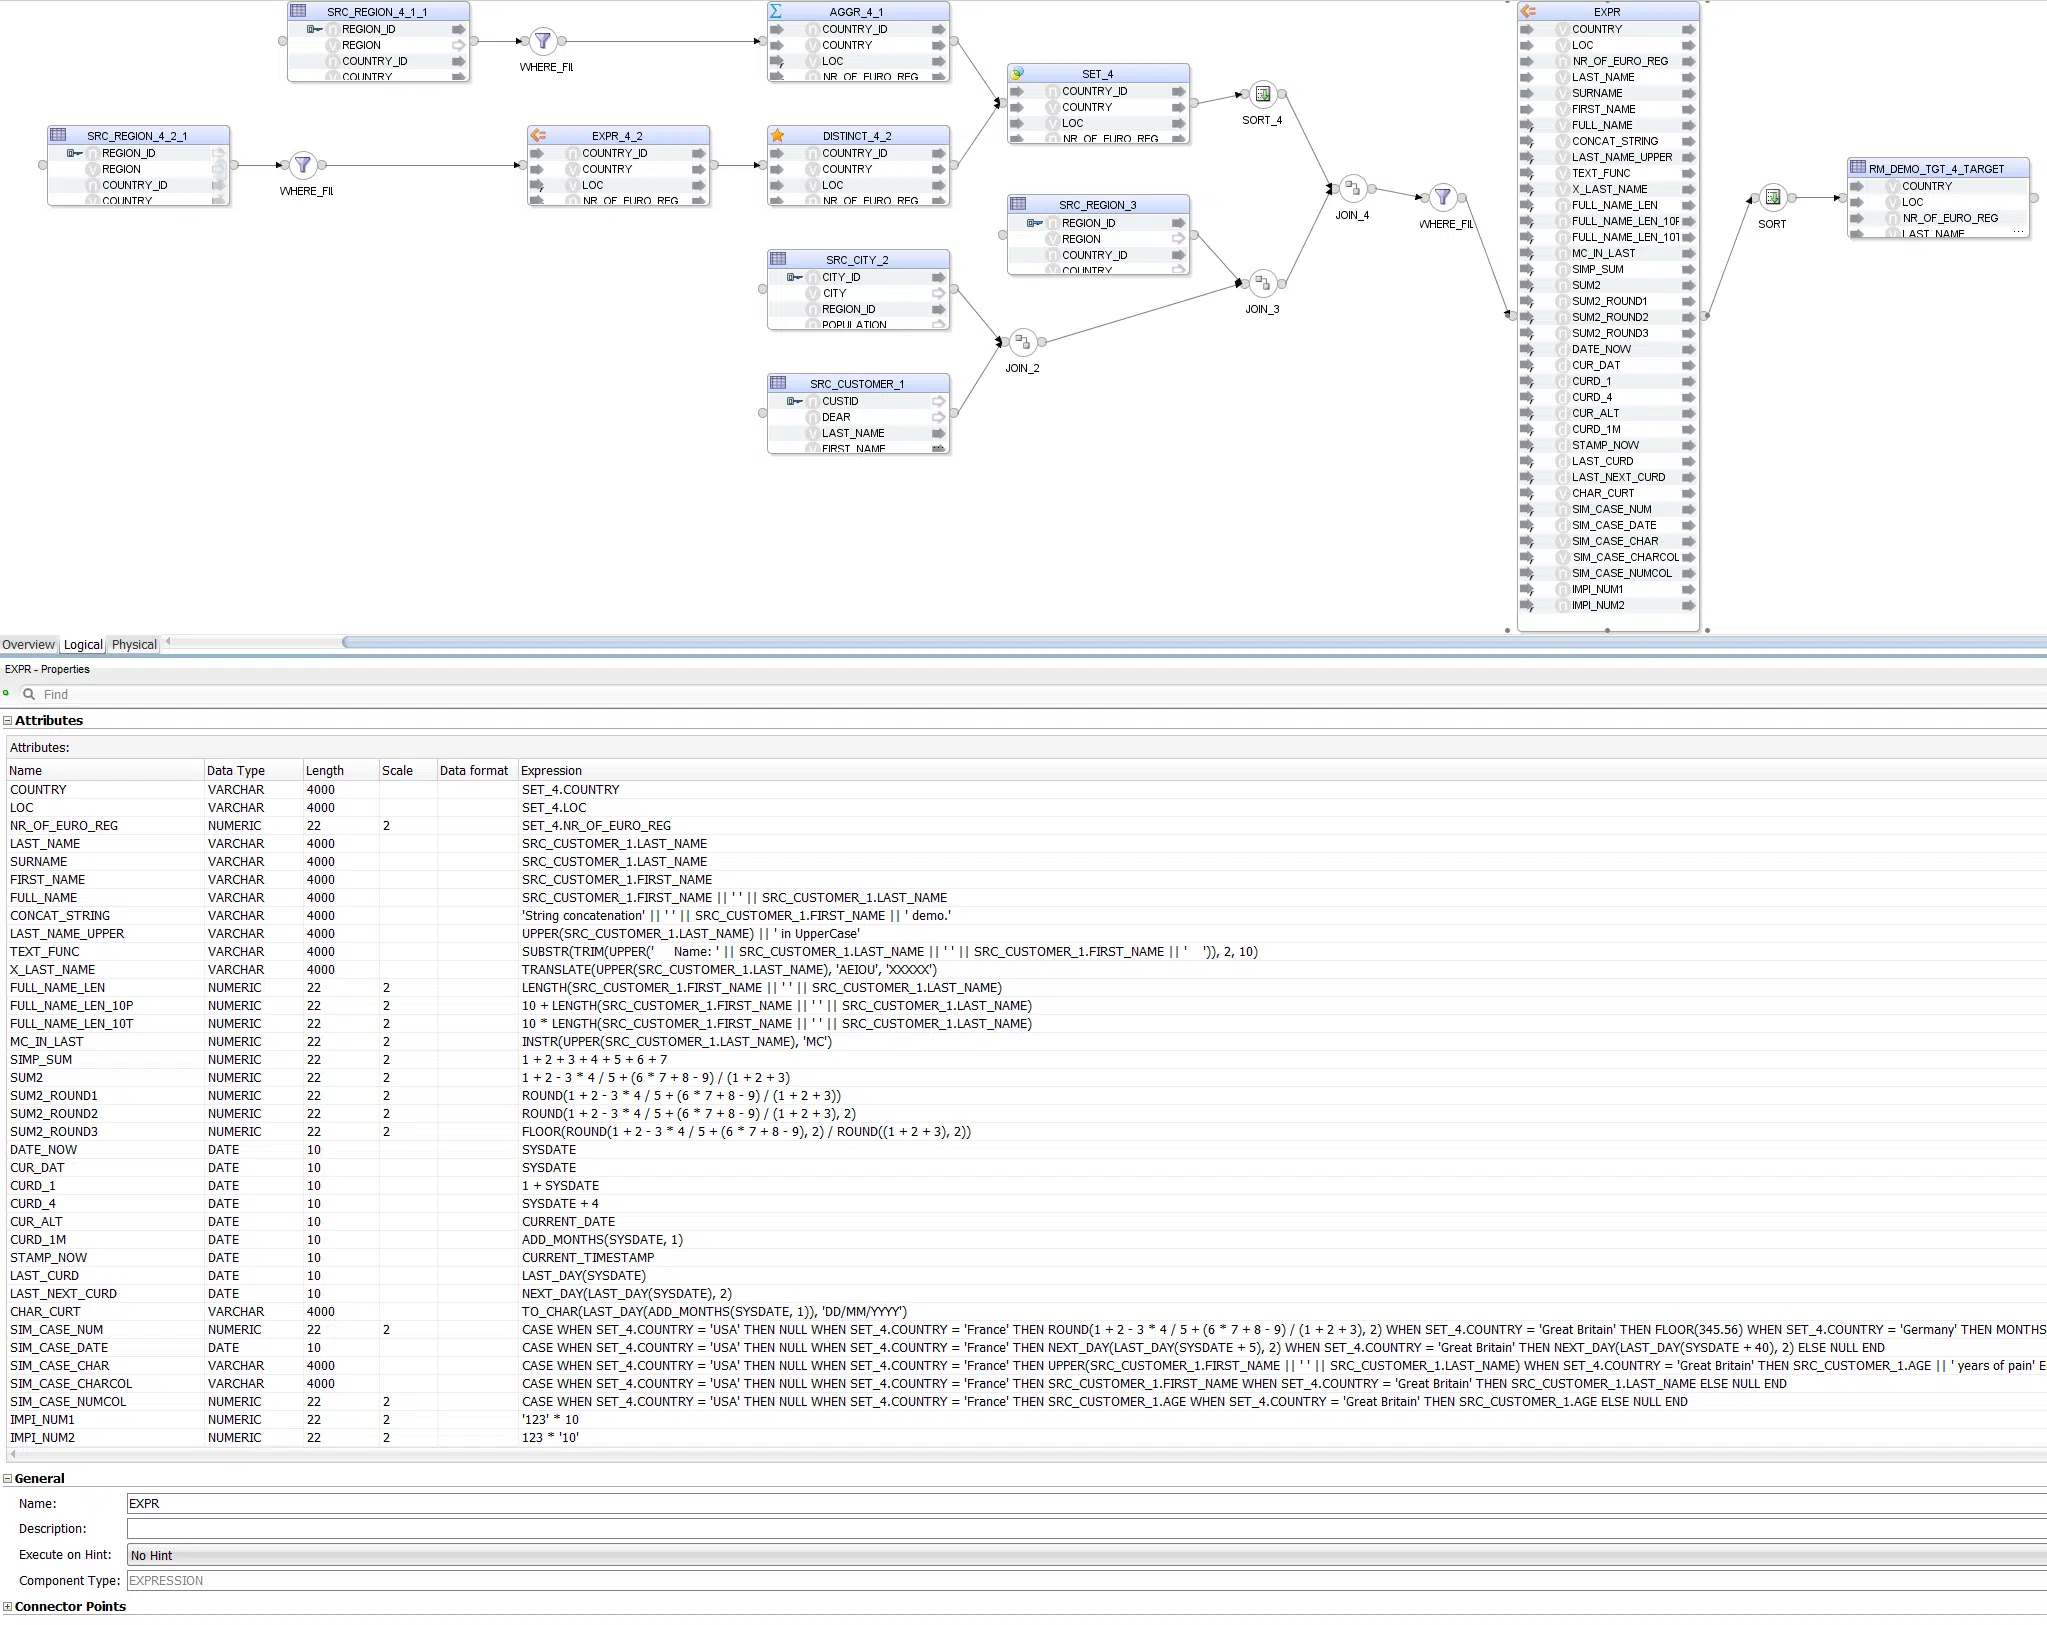 SRC_REGION_4_1_1
REGION_ID
REGION
COUNTRY_ID
COUNTRY
WHERE_FIL
AGGR_4_1
COUNTRY_ID
COUNTRY
LOC
NR_OF_EURO_REG
SRC_REGION_4_2_1
REGION_ID
REGION
COUNTRY_ID
COUNTRY
WHERE_FIL
EXPR_4_2
COUNTRY_ID
COUNTRY
LOC
NR_OF_EURO_REG
DISTINCT_4_2
COUNTRY_ID
COUNTRY
LOC
NR_OF_EURO_REG
SET_4
COUNTRY_ID
COUNTRY
LOC
NR_OF_EURO_REG
SORT_4
SRC_REGION_3
REGION_ID
REGION
COUNTRY_ID
COUNTRY
SRC_CITY_2
CITY_ID
CITY
REGION_ID
POPULATION
SRC_CUSTOMER_1
CUSTID
DEAR
LAST_NAME
FIRST_NAME
JOIN_2
JOIN_3
JOIN_4
WHERE_FIL
EXPR
COUNTRY
LOC
NR_OF_EURO_REG
LAST_NAME
SURNAME
FIRST_NAME
FULL_NAME
CONCAT_STRING
LAST_NAME_UPPER
TEXT_FUNC
X_LAST_NAME
FULL_NAME_LEN
FULL_NAME_LEN_10P
FULL_NAME_LEN_10T
MC_IN_LAST
SIMP_SUM
SUM2
SUM2_ROUND1
SUM2_ROUND2
SUM2_ROUND3
DATE_NOW
CUR_DAT
CURD_1
CURD_4
CUR_ALT
CURD_1M
STAMP_NOW
LAST_CURD
LAST_NEXT_CURD
CHAR_CURT
SIM_CASE_NUM
SIM_CASE_DATE
SIM_CASE_CHAR
SIM_CASE_CHARCOL
SIM_CASE_NUMCOL
IMPI_NUM1
IMPI_NUM2
SORT
RM_DEMO_TGT_4_TARGET
COUNTRY
LOC
NR_OF_EURO_REG
LAST_NAME ...
Overview Logical Physical
EXPR - Properties
Find
Attributes
Attributes:
Name Data Type Length Scale Data format Expression
COUNTRY VARCHAR 4000 SET_4.COUNTRY
LOC VARCHAR 4000 SET_4.LOC
NR_OF_EURO_REG NUMERIC 22 2 SET_4.NR_OF_EURO_REG
LAST_NAME VARCHAR 4000 SRC_CUSTOMER_1.LAST_NAME
SURNAME VARCHAR 4000 SRC_CUSTOMER_1.LAST_NAME
FIRST_NAME VARCHAR 4000 SRC_CUSTOMER_1.FIRST_NAME
FULL_NAME VARCHAR 4000 SRC_CUSTOMER_1.FIRST_NAME || ' ' || SRC_CUSTOMER_1.LAST_NAME
CONCAT_STRING VARCHAR 4000 'String concatenation' || ' ' || SRC_CUSTOMER_1.FIRST_NAME || ' demo.'
LAST_NAME_UPPER VARCHAR 4000 UPPER(SRC_CUSTOMER_1.LAST_NAME) || ' in UpperCase'
TEXT_FUNC VARCHAR 4000 SUBSTR(TRIM(UPPER('     Name: ' || SRC_CUSTOMER_1.LAST_NAME || ' ' || SRC_CUSTOMER_1.FIRST_NAME || '    ')), 2, 10)
X_LAST_NAME VARCHAR 4000 TRANSLATE(UPPER(SRC_CUSTOMER_1.LAST_NAME), 'AEIOU', 'XXXXX')
FULL_NAME_LEN NUMERIC 22 2 LENGTH(SRC_CUSTOMER_1.FIRST_NAME || ' ' || SRC_CUSTOMER_1.LAST_NAME)
FULL_NAME_LEN_10P NUMERIC 22 2 10 + LENGTH(SRC_CUSTOMER_1.FIRST_NAME || ' ' || SRC_CUSTOMER_1.LAST_NAME)
FULL_NAME_LEN_10T NUMERIC 22 2 10 * LENGTH(SRC_CUSTOMER_1.FIRST_NAME || ' ' || SRC_CUSTOMER_1.LAST_NAME)
MC_IN_LAST NUMERIC 22 2 INSTR(UPPER(SRC_CUSTOMER_1.LAST_NAME), 'MC')
SIMP_SUM NUMERIC 22 2 1 + 2 + 3 + 4 + 5 + 6 + 7
SUM2 NUMERIC 22 2 1 + 2 - 3 * 4 / 5 + (6 * 7 + 8 - 9) / (1 + 2 + 3)
SUM2_ROUND1 NUMERIC 22 2 ROUND(1 + 2 - 3 * 4 / 5 + (6 * 7 + 8 - 9) / (1 + 2 + 3))
SUM2_ROUND2 NUMERIC 22 2 ROUND(1 + 2 - 3 * 4 / 5 + (6 * 7 + 8 - 9) / (1 + 2 + 3), 2)
SUM2_ROUND3 NUMERIC 22 2 FLOOR(ROUND(1 + 2 - 3 * 4 / 5 + (6 * 7 + 8 - 9), 2) / ROUND((1 + 2 + 3), 2))
DATE_NOW DATE 10 SYSDATE
CUR_DAT DATE 10 SYSDATE
CURD_1 DATE 10 1 + SYSDATE
CURD_4 DATE 10 SYSDATE + 4
CUR_ALT DATE 10 CURRENT_DATE
CURD_1M DATE 10 ADD_MONTHS(SYSDATE, 1)
STAMP_NOW DATE 10 CURRENT_TIMESTAMP
LAST_CURD DATE 10 LAST_DAY(SYSDATE)
LAST_NEXT_CURD DATE 10 NEXT_DAY(LAST_DAY(SYSDATE), 2)
CHAR_CURT VARCHAR 4000 TO_CHAR(LAST_DAY(ADD_MONTHS(SYSDATE, 1)), 'DD/MM/YYYY')
SIM_CASE_NUM NUMERIC 22 2 CASE WHEN SET_4.COUNTRY = 'USA' THEN NULL WHEN SET_4.COUNTRY = 'France' THEN ROUND(1 + 2 - 3 * 4 / 5 + (6 * 7 + 8 - 9) / (1 + 2 + 3), 2) WHEN SET_4.COUNTRY = 'Great Britain' THEN FLOOR(345.56) WHEN SET_4.COUNTRY = 'Germany' THEN MONTHS
SIM_CASE_DATE DATE 10 CASE WHEN SET_4.COUNTRY = 'USA' THEN NULL WHEN SET_4.COUNTRY = 'France' THEN NEXT_DAY(LAST_DAY(SYSDATE + 5), 2) WHEN SET_4.COUNTRY = 'Great Britain' THEN NEXT_DAY(LAST_DAY(SYSDATE + 40), 2) ELSE NULL END
SIM_CASE_CHAR VARCHAR 4000 CASE WHEN SET_4.COUNTRY = 'USA' THEN NULL WHEN SET_4.COUNTRY = 'France' THEN UPPER(SRC_CUSTOMER_1.FIRST_NAME || ' ' || SRC_CUSTOMER_1.LAST_NAME) WHEN SET_4.COUNTRY = 'Great Britain' THEN SRC_CUSTOMER_1.AGE || ' years of pain' E
SIM_CASE_CHARCOL VARCHAR 4000 CASE WHEN SET_4.COUNTRY = 'USA' THEN NULL WHEN SET_4.COUNTRY = 'France' THEN SRC_CUSTOMER_1.FIRST_NAME WHEN SET_4.COUNTRY = 'Great Britain' THEN SRC_CUSTOMER_1.LAST_NAME ELSE NULL END
SIM_CASE_NUMCOL NUMERIC 22 2 CASE WHEN SET_4.COUNTRY = 'USA' THEN NULL WHEN SET_4.COUNTRY = 'France' THEN SRC_CUSTOMER_1.AGE WHEN SET_4.COUNTRY = 'Great Britain' THEN SRC_CUSTOMER_1.AGE ELSE NULL END
IMPI_NUM1 NUMERIC 22 2 '123' * 10
IMPI_NUM2 NUMERIC 22 2 123 * '10'
General
Name: EXPR
Description:
Execute on Hint: No Hint
Component Type: EXPRESSION
Connector Points